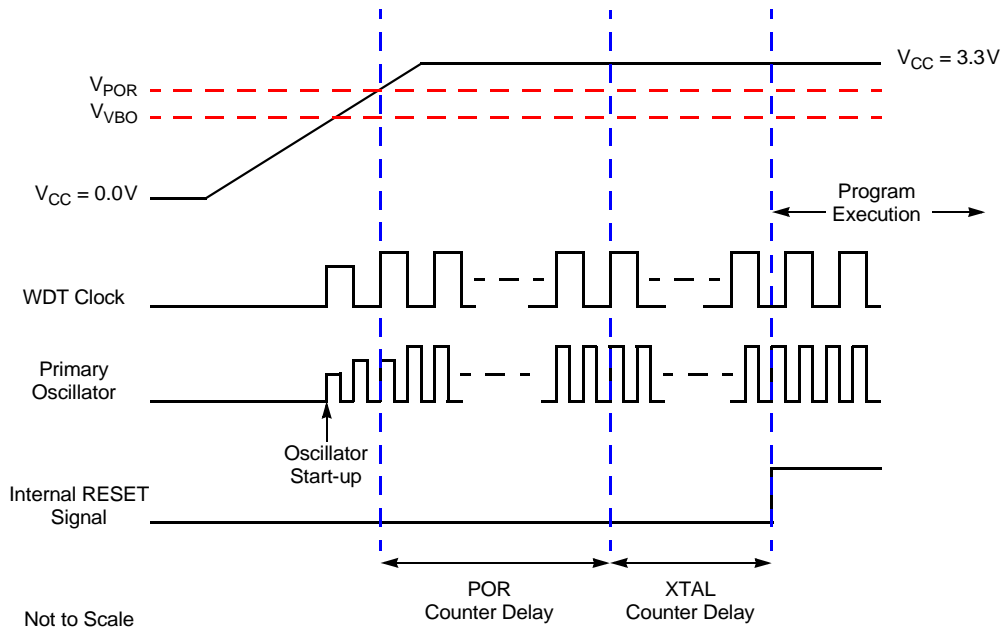 VCC = 3.3V
VPOR
VVBO
VCC = 0.0V
Program
Execution
WDT Clock
Primary
Oscillator
Oscillator
Start-up
Internal RESET
Signal
POR
Counter Delay
XTAL
Counter Delay
Not to Scale